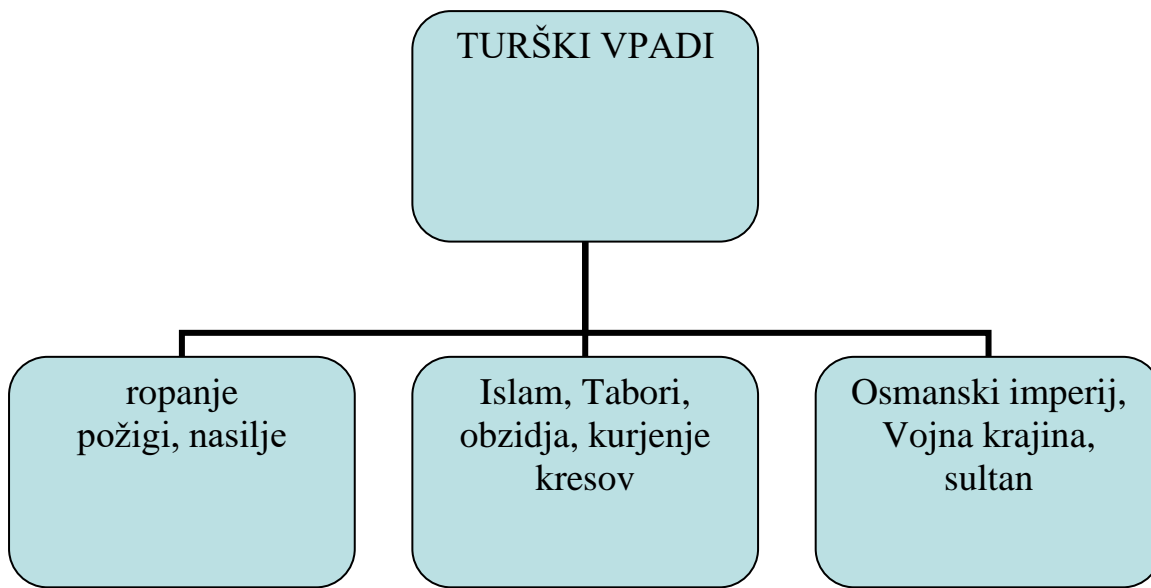 TURŠKI VPADI
ropanje
požigi, nasilje
Islam, Tabori,
obzidja, kurjenje
kresov
Osmanski imperij,
Vojna krajina,
sultan